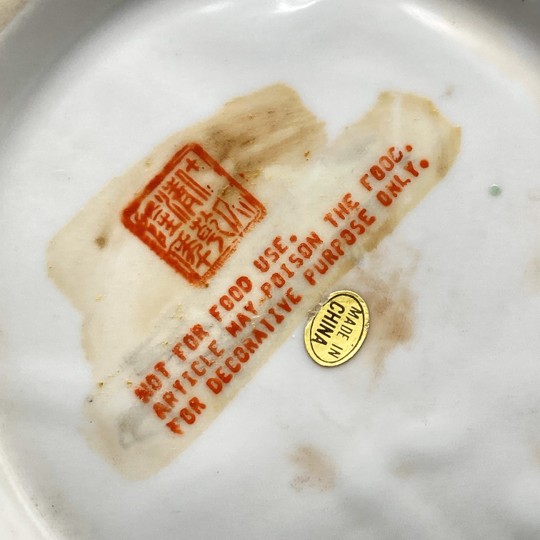 NOT FOR FOOD USE.
ARTICLE MAY POISON THE FOOD.
FOR DECORATIVE PURPOSE ONLY.
MADE IN
CHINA